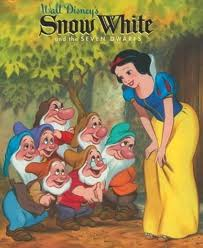 Walt Disney's
Snow White
and the SEVEN DWARFS